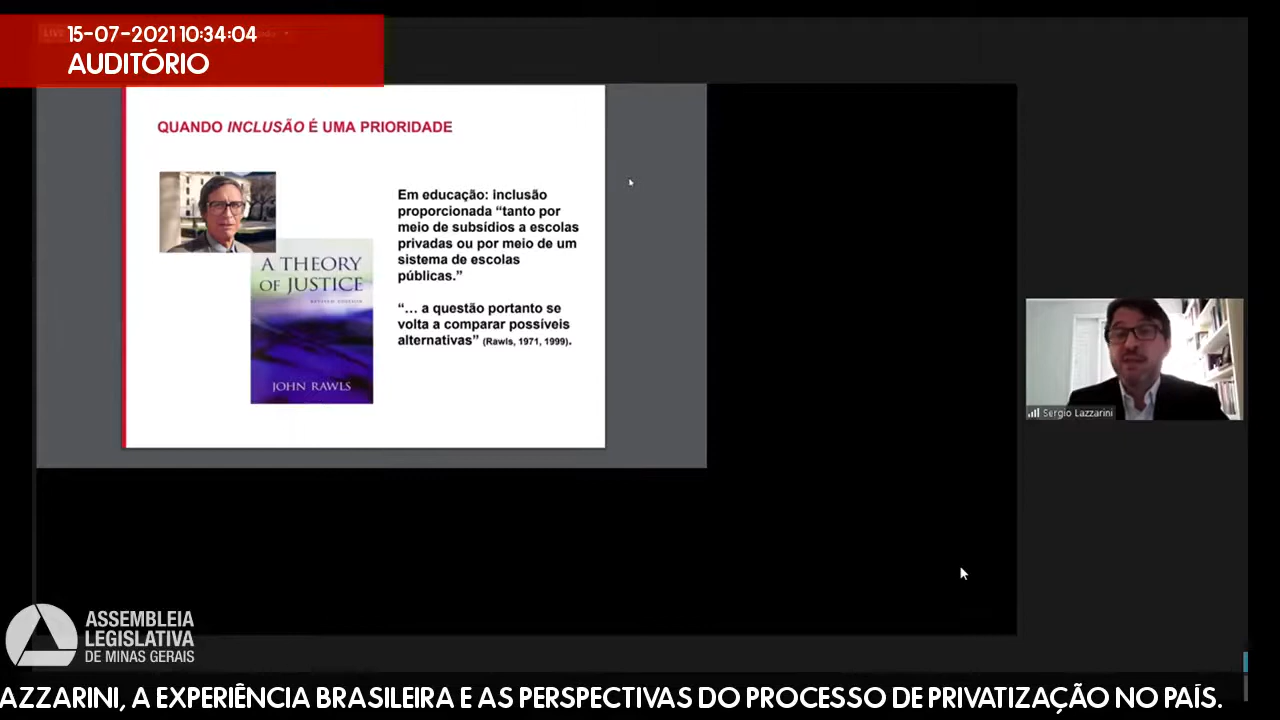 15-07-2021 10:34:04
AUDITÓRIO
QUANDO INCLUSÃO É UMA PRIORIDADE
Em educação: inclusão
proporcionada “tanto por
meio de subsídios a escolas
privadas ou por meio de um
sistema de escolas
públicas.”
“... a questão portanto se
volta a comparar possíveis
alternativas” (Rawls, 1971, 1999).
A THEORY
OF JUSTICE
REVISED EDITION
JOHN RAWLS
Sergio Lazzarini
ASSEMBLEIA
LEGISLATIVA
DE MINAS GERAIS
AZZARINI, A EXPERIÊNCIA BRASILEIRA E AS PERSPECTIVAS DO PROCESSO DE PRIVATIZAÇÃO NO PAÍS.